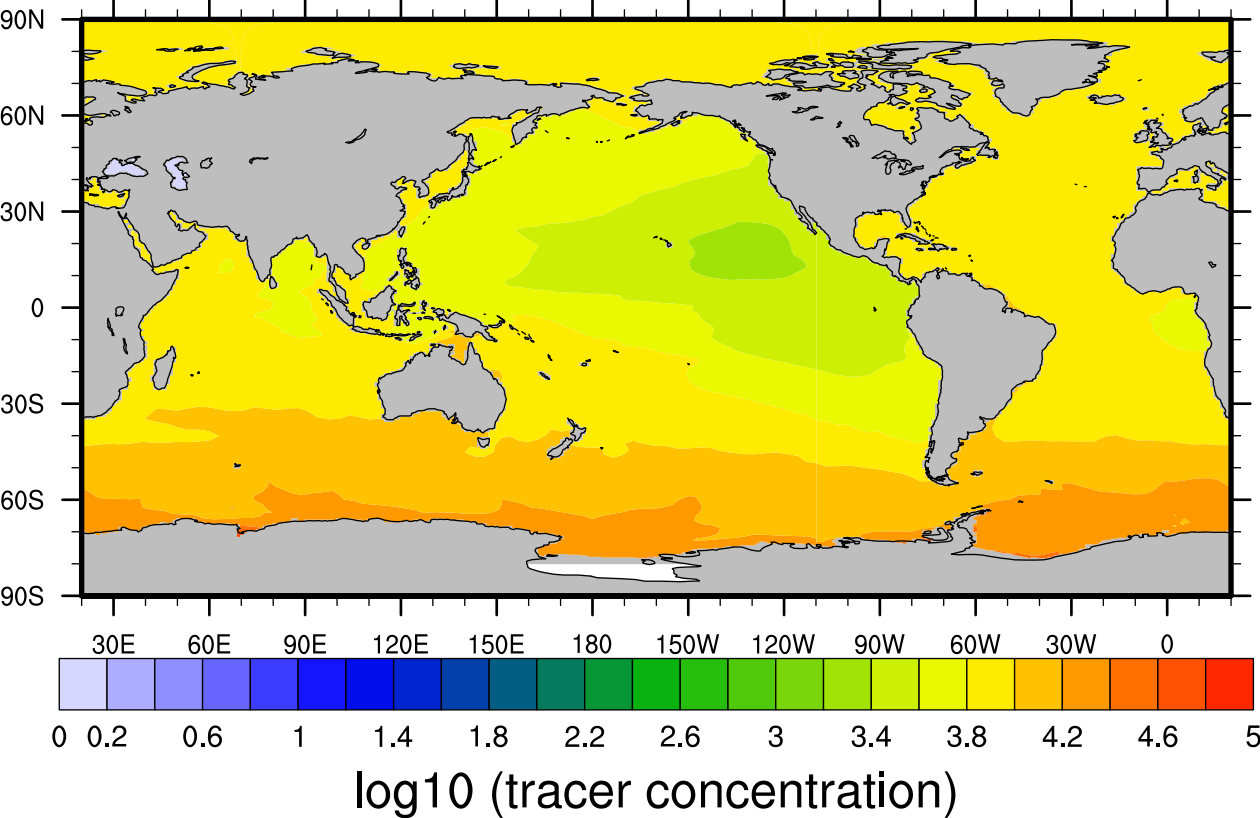 90N
60N
30N
0
30S
60S
90S
30E 60E 90E 120E 150E 180 150W 120W 90W 60W 30W 0
0 0.2 0.6 1 1.4 1.8 2.2 2.6 3 3.4 3.8 4.2 4.6 5
log10 (tracer concentration)